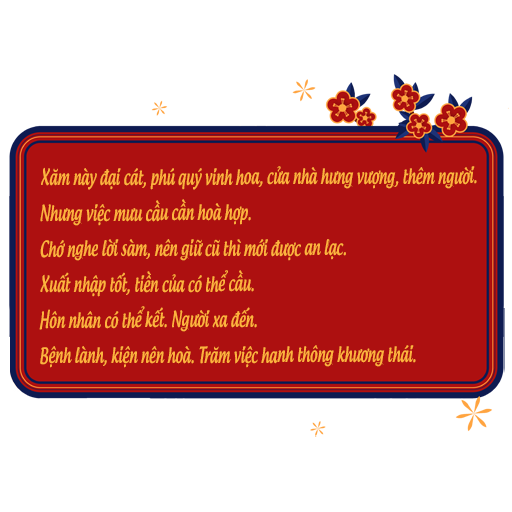 Xăm này đại cát, phú quý vinh hoa, cửa nhà hưng vượng, thêm người.
Nhưng việc mưu cầu cần hoà hợp.
Chớ nghe lời sàm, nên giữ cũ thì mới được an lạc.
Xuất nhập tốt, tiền của có thể cầu.
Hôn nhân có thể kết. Người xa đến.
Bệnh lành, kiện nên hoà. Trăm việc hanh thông khương thái.